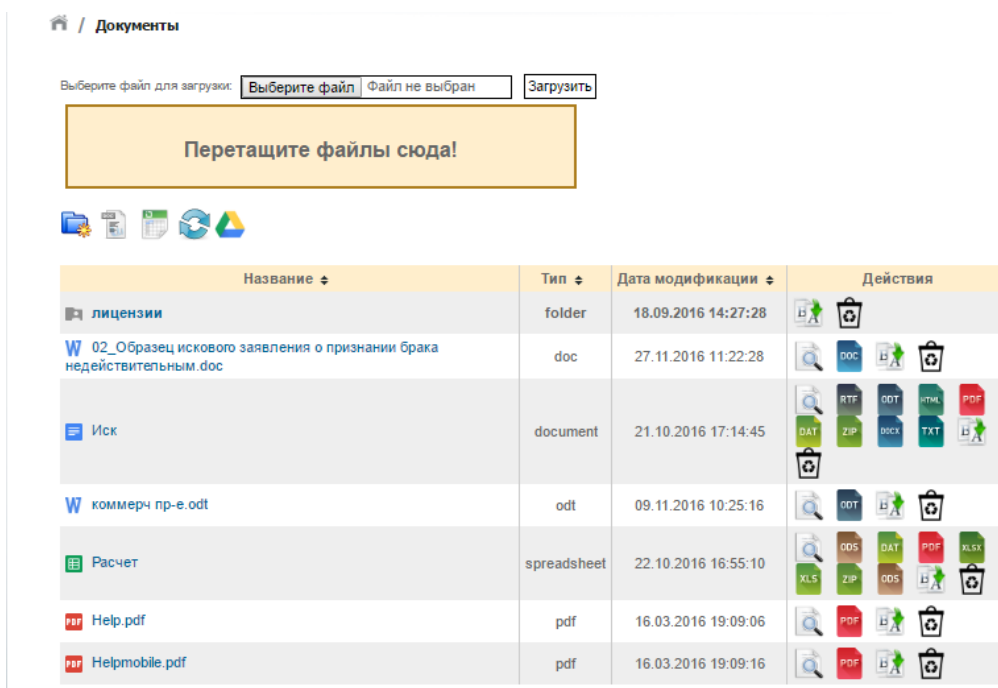 / Документы
Выберите файл для загрузки: Выберите файл Файл не выбран Загрузить
Перетащите файлы сюда!
Название Тип Дата модификации Действия
лицензии folder 18.09.2016 14:27:28
02_Образец искового заявления о признании брака
недействительным.doc doc 27.11.2016 11:22:28 DOC
RTF ODT HTML PDF
Иск document 21.10.2016 17:14:45
DAT ZIP DOCX TXT
коммерч пр-е.odt odt 09.11.2016 10:25:16 ODT
ODS DAT PDF XLSX
Расчет spreadsheet 22.10.2016 16:55:10
XLS ZIP ODS
PDF Help.pdf pdf 16.03.2016 19:09:06 PDF
PDF Helpmobile.pdf pdf 16.03.2016 19:09:16 PDF